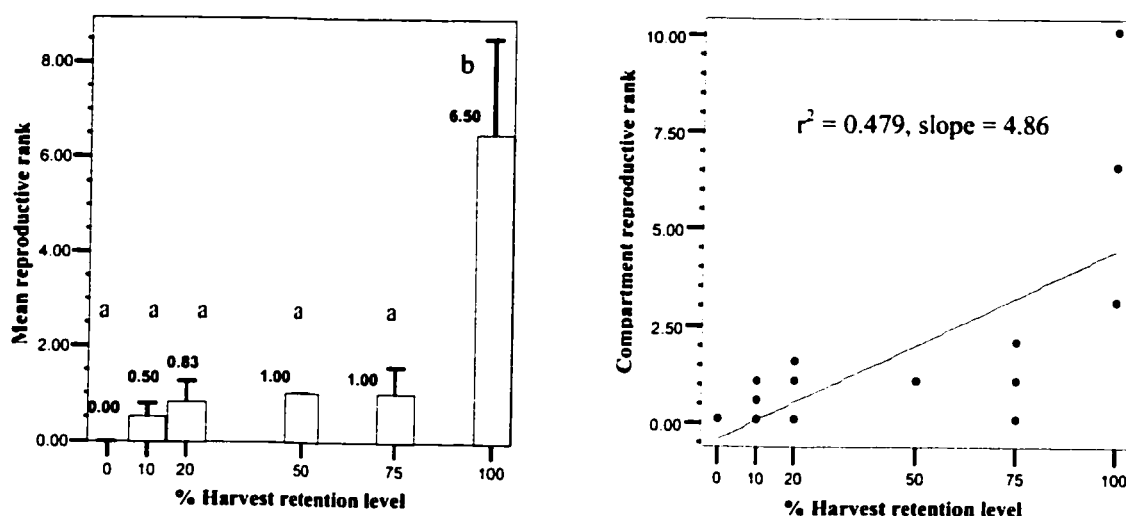 8.00
6.00
4.00
2.00
0.00
Mean reproductive rank
b
6.50
a a a a
0.83
0.50
1.00
1.00
0.00
0 10 20 50 75 100
% Harvest retention level
10.00
7.50
5.00
2.50
0.00
Compartment reproductive rank
r² = 0.479, slope = 4.86
0 10 20 50 75 100
% Harvest retention level